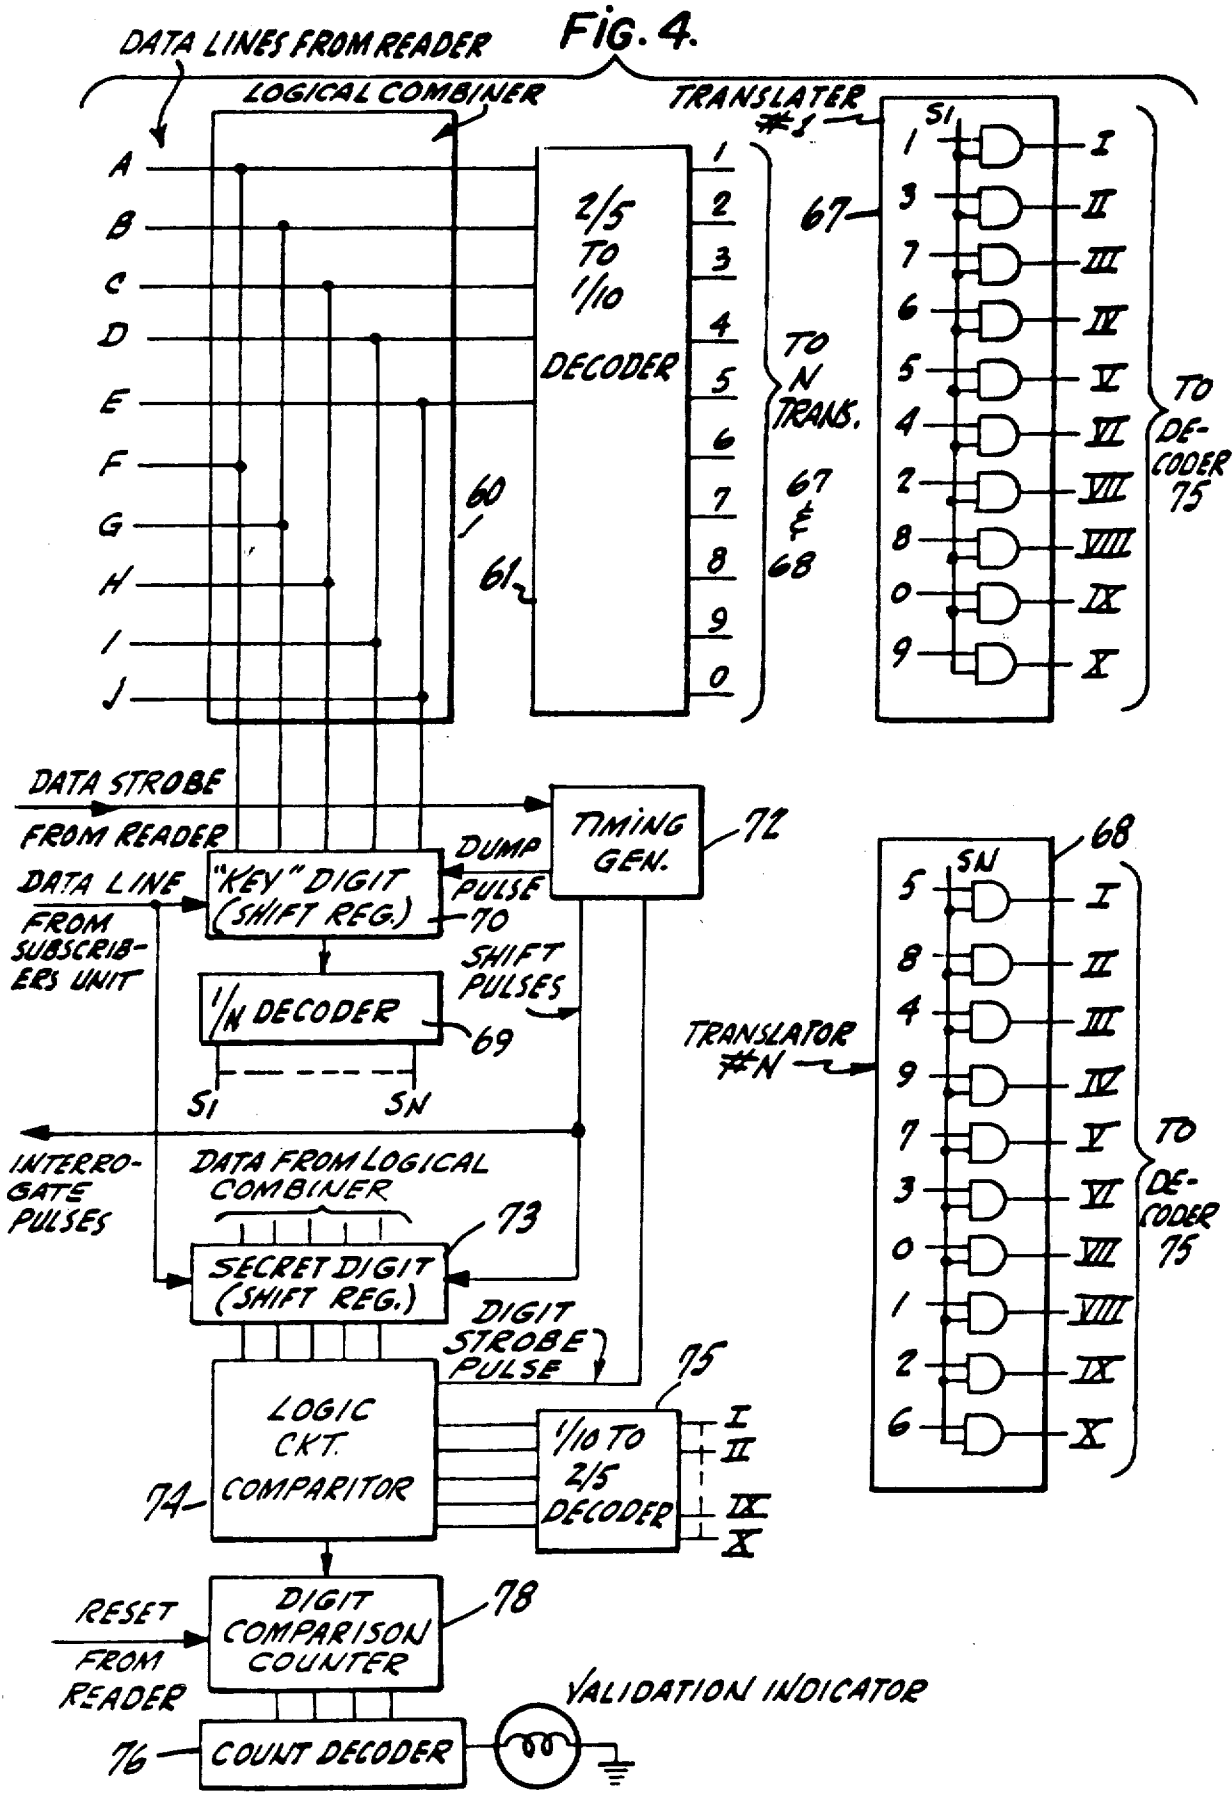 FIG. 4.
DATA LINES FROM READER
LOGICAL COMBINER
A
B
C
D
E
F
G
H
I
J
60
2/5
TO
1/10
DECODER
61
1
2
3
4
5
6
7
8
9
0
TO
N
TRANS.
67
&
68
TRANSLATER
#1
67
S1
1 I
3 II
7 III
6 IV
5 V
4 VI
2 VII
8 VIII
0 IX
9 X
TO
DE-
CODER
75
DATA STROBE
FROM READER
TIMING
GEN.
72
DUMP
PULSE
DATA LINE
FROM
SUBSCRIB-
ERS UNIT
"KEY" DIGIT
(SHIFT REG.)
70
SHIFT
PULSES
1/N DECODER
69
S1
SN
INTERRO-
GATE
PULSES
DATA FROM LOGICAL
COMBINER
73
SECRET DIGIT
(SHIFT REG.)
DIGIT
STROBE
PULSE
LOGIC
CKT.
COMPARITOR
74
75
1/10 TO
2/5
DECODER
I
II
IX
X
RESET
FROM
READER
DIGIT
COMPARISON
COUNTER
78
76
COUNT DECODER
VALIDATION INDICATOR
TRANSLATOR
#N
68
SN
5 I
8 II
4 III
9 IV
7 V
3 VI
0 VII
1 VIII
2 IX
6 X
TO
DE-
CODER
75